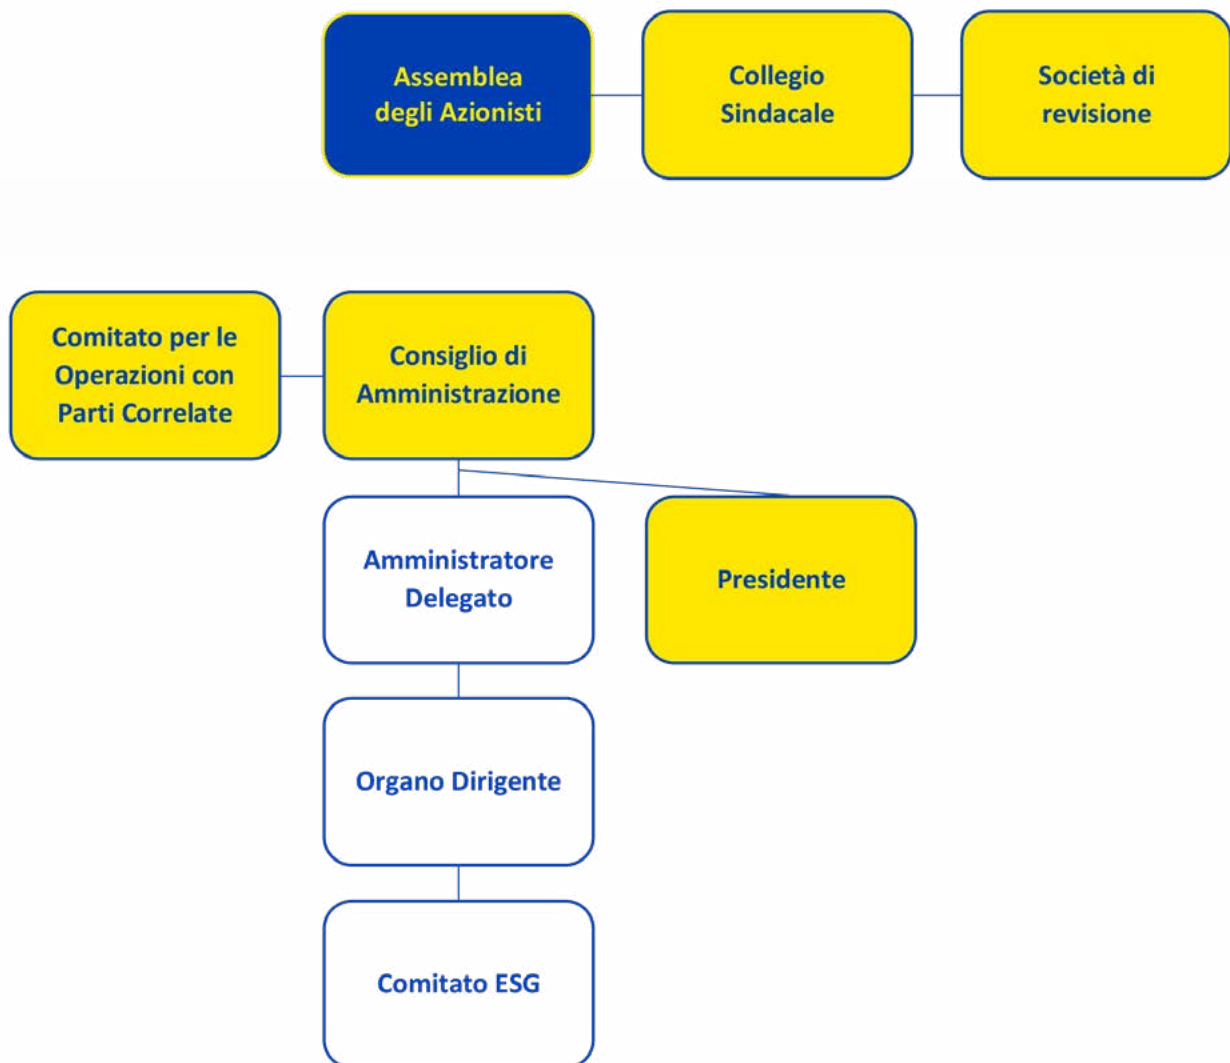 Assemblea
degli Azionisti
Collegio
Sindacale
Società di
revisione
Comitato per le
Operazioni con
Parti Correlate
Consiglio di
Amministrazione
Amministratore
Delegato
Presidente
Organo Dirigente
Comitato ESG